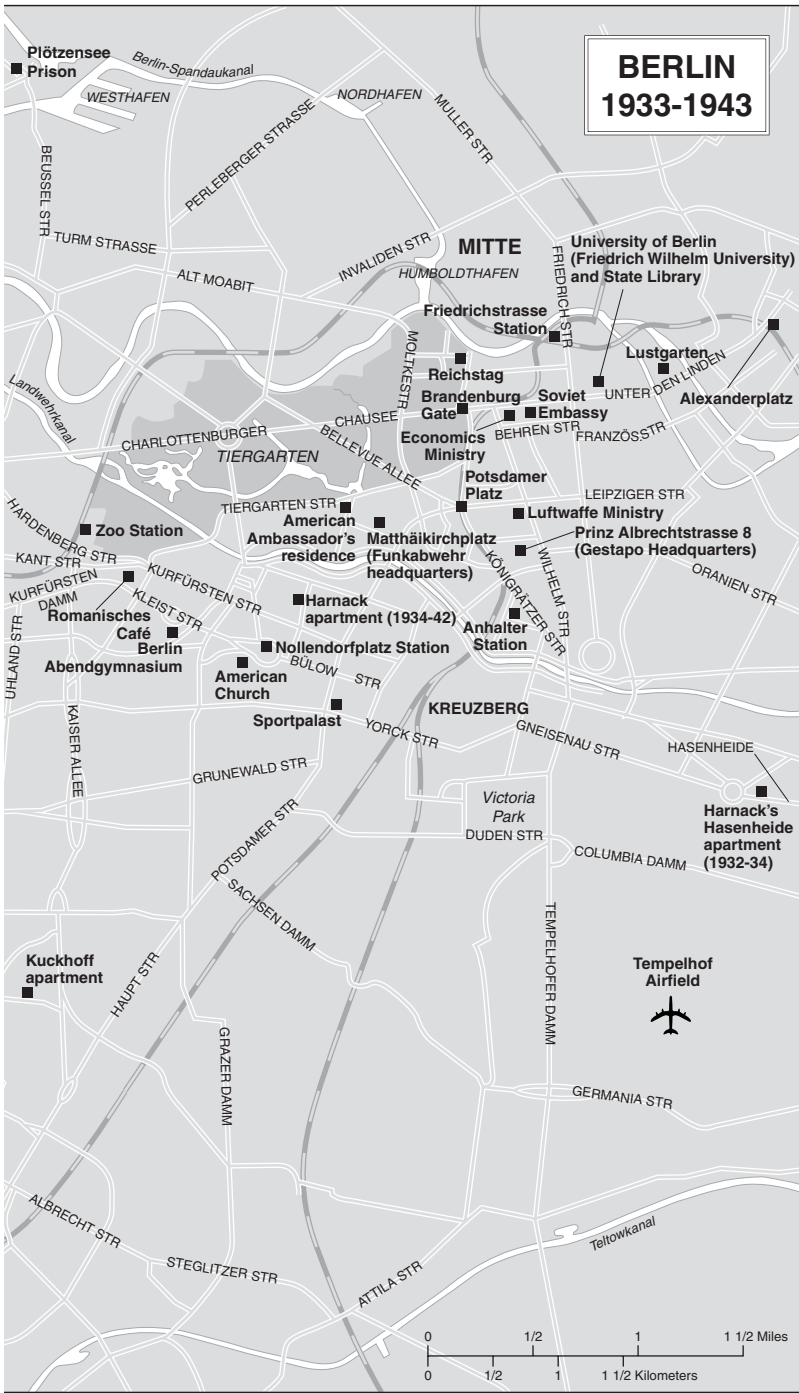 BERLIN
1933-1943
Plötzensee
Prison
Berlin-Spandaukanal
WESTHAFEN
NORDHAFEN
MULLER STR
PERLEBERGER STRASSE
BEUSSEL STR
TURM STRASSE
ALT MOABIT
INVALIDEN STR
MITTE
HUMBOLDTHAFEN
FRIEDRICH STR
University of Berlin
(Friedrich Wilhelm University)
and State Library
Friedrichstrasse
Station
MOLTKESTR
Reichstag
Lustgarten
Alexanderplatz
UNTER DEN LINDEN
Brandenburg
Gate
Soviet
Embassy
Economics
Ministry
BEHREN STR
FRANZÖSSTR
Landwehrkanal
CHARLOTTENBURGER
CHAUSEE
BELLEVUE ALLEE
TIERGARTEN
Potsdamer
Platz
LEIPZIGER STR
TIERGARTEN STR
American
Ambassador's
residence
Matthäikirchplatz
(Funkabwehr
headquarters)
Luftwaffe Ministry
Prinz Albrechtstrasse 8
(Gestapo Headquarters)
HARDENBERG STR
Zoo Station
KANT STR
KURFÜRSTEN
DAMM
KURFÜRSTEN STR
KLEIST STR
KÖNIGRÄTZER STR
WILHELM STR
ORANIEN STR
Romanisches
Café
Harnack
apartment (1934-42)
Anhalter
Station
Berlin
Abendgymnasium
Nollendorfplatz Station
UHLAND STR
BÜLOW STR
American
Church
Sportpalast
KAISER ALLEE
KREUZBERG
YORCK STR
GNEISENAU STR
HASENHEIDE
GRUNEWALD STR
Victoria
Park
Harnack's
Hasenheide
apartment
(1932-34)
POTSDAMER STR
DUDEN STR
COLUMBIA DAMM
SACHSEN DAMM
TEMPELHOFER DAMM
Kuckhoff
apartment
HAUPT STR
Tempelhof
Airfield
GRAZER DAMM
GERMANIA STR
ALBRECHT STR
STEGLITZER STR
ATTILA STR
Teltowkanal
0 1/2 1 1 1/2 Miles
0 1/2 1 1 1/2 Kilometers